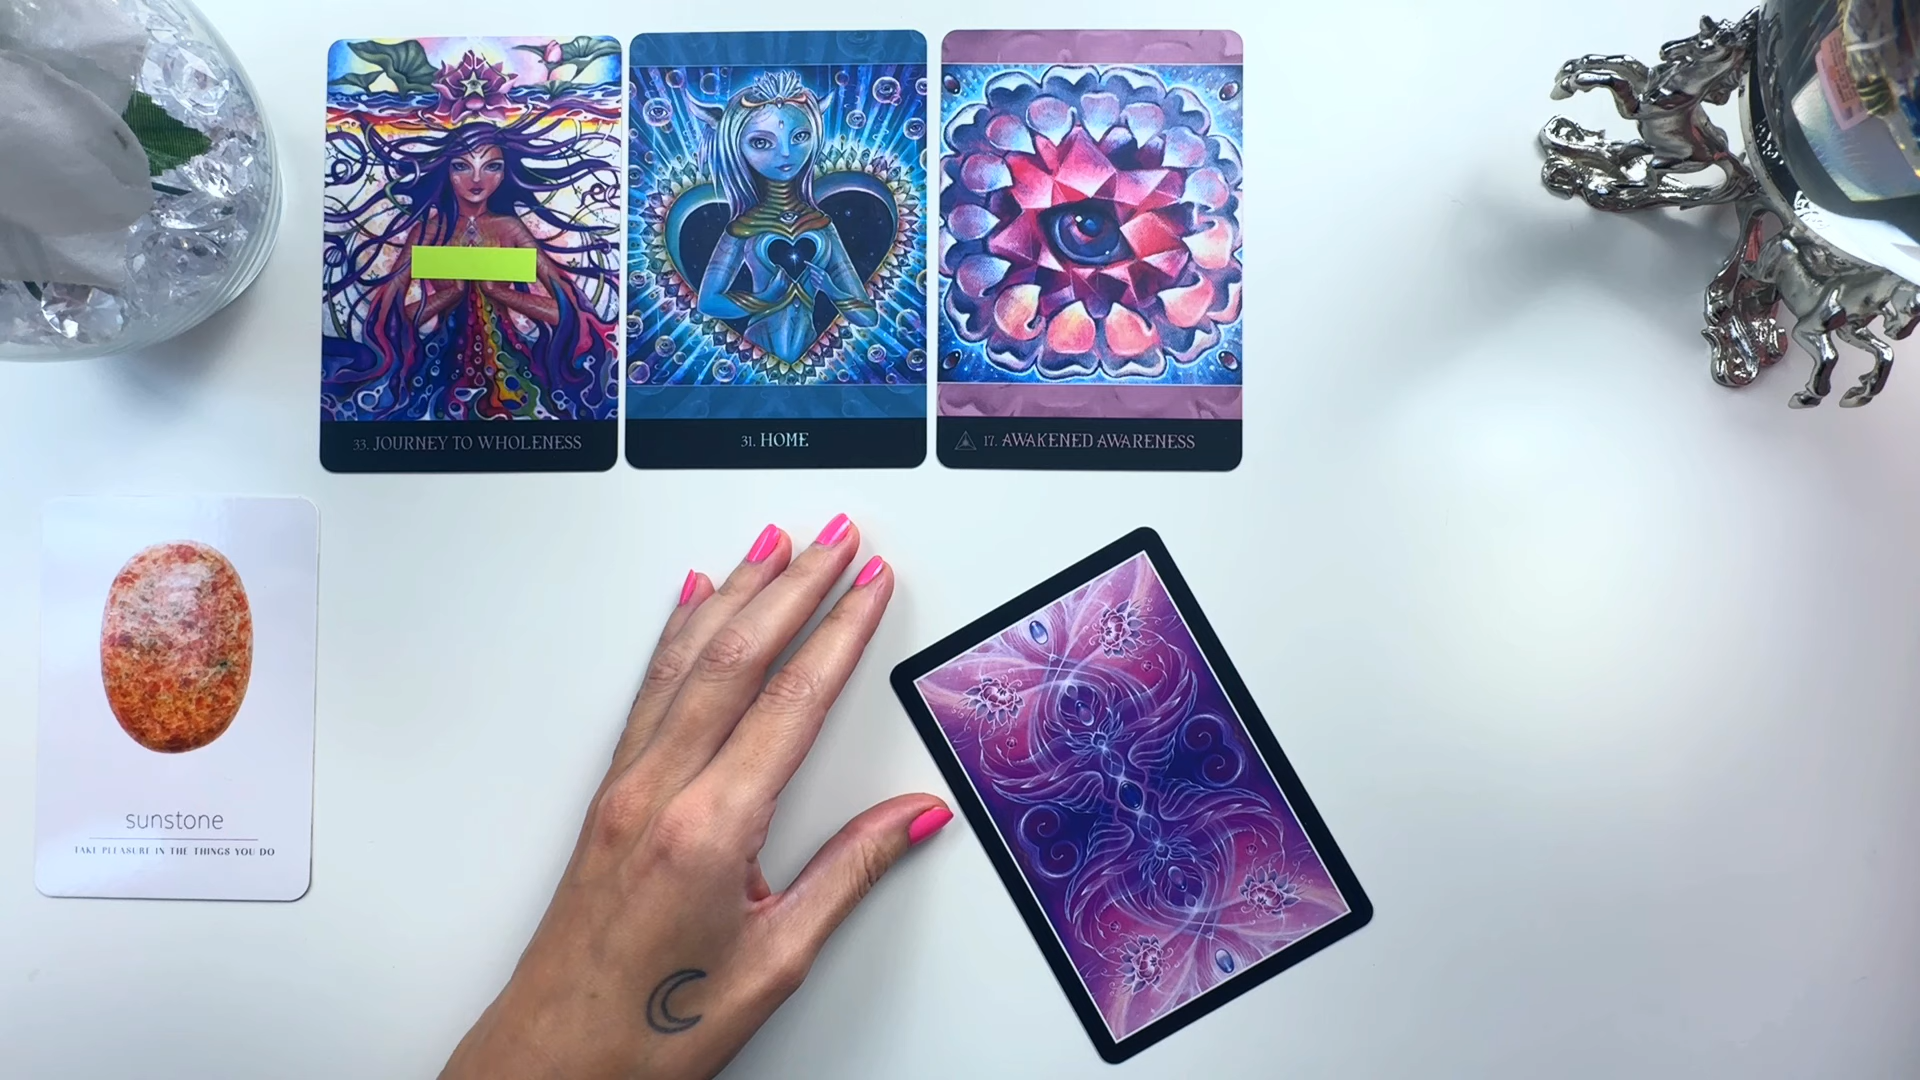 33. JOURNEY TO WHOLENESS
31. HOME
17. AWAKENED AWARENESS
sunstone
TAKE PLEASURE IN THE THINGS YOU DO